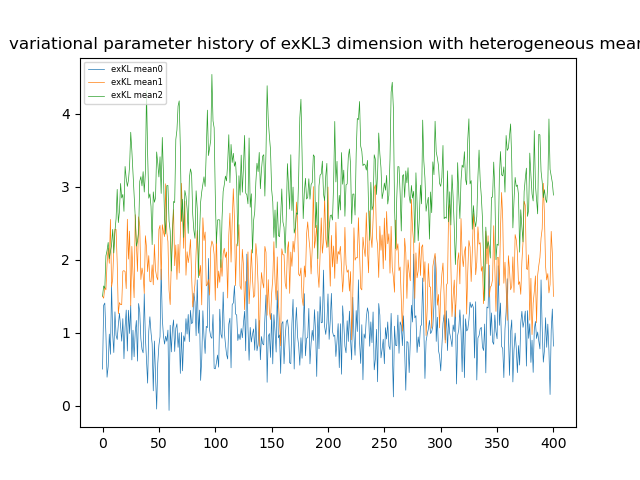 variational parameter history of exKL3 dimension with heterogeneous mean
exKL mean0
exKL mean1
exKL mean2
4
3
2
1
0
0 50 100 150 200 250 300 350 400